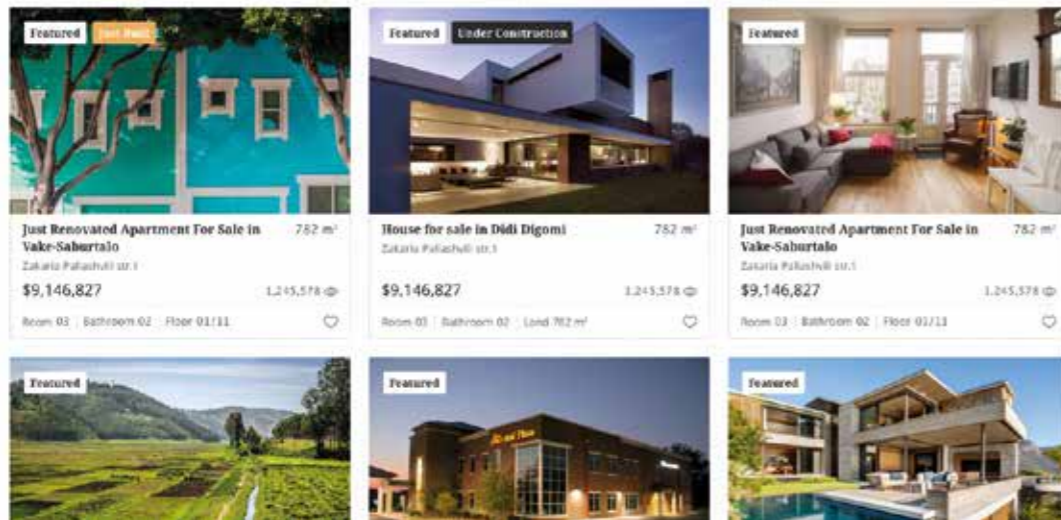 Featured Just Built
Featured Under Construction
Featured
Just Renovated Apartment For Sale in
Vake-Saburtalo
782 m²
Zakaria Paliashvili str.1
$9,146,827
1,245,578
Room 03 Bathroom 02 Floor 01/11
House for sale in Didi Digomi
782 m²
Zakaria Paliashvili str.1
$9,146,827
1,245,578
Room 03 Bathroom 02 Land 782 m²
Just Renovated Apartment For Sale in
Vake-Saburtalo
782 m²
Zakaria Paliashvili str.1
$9,146,827
1,245,578
Room 03 Bathroom 02 Floor 01/11
Featured
Featured
Featured